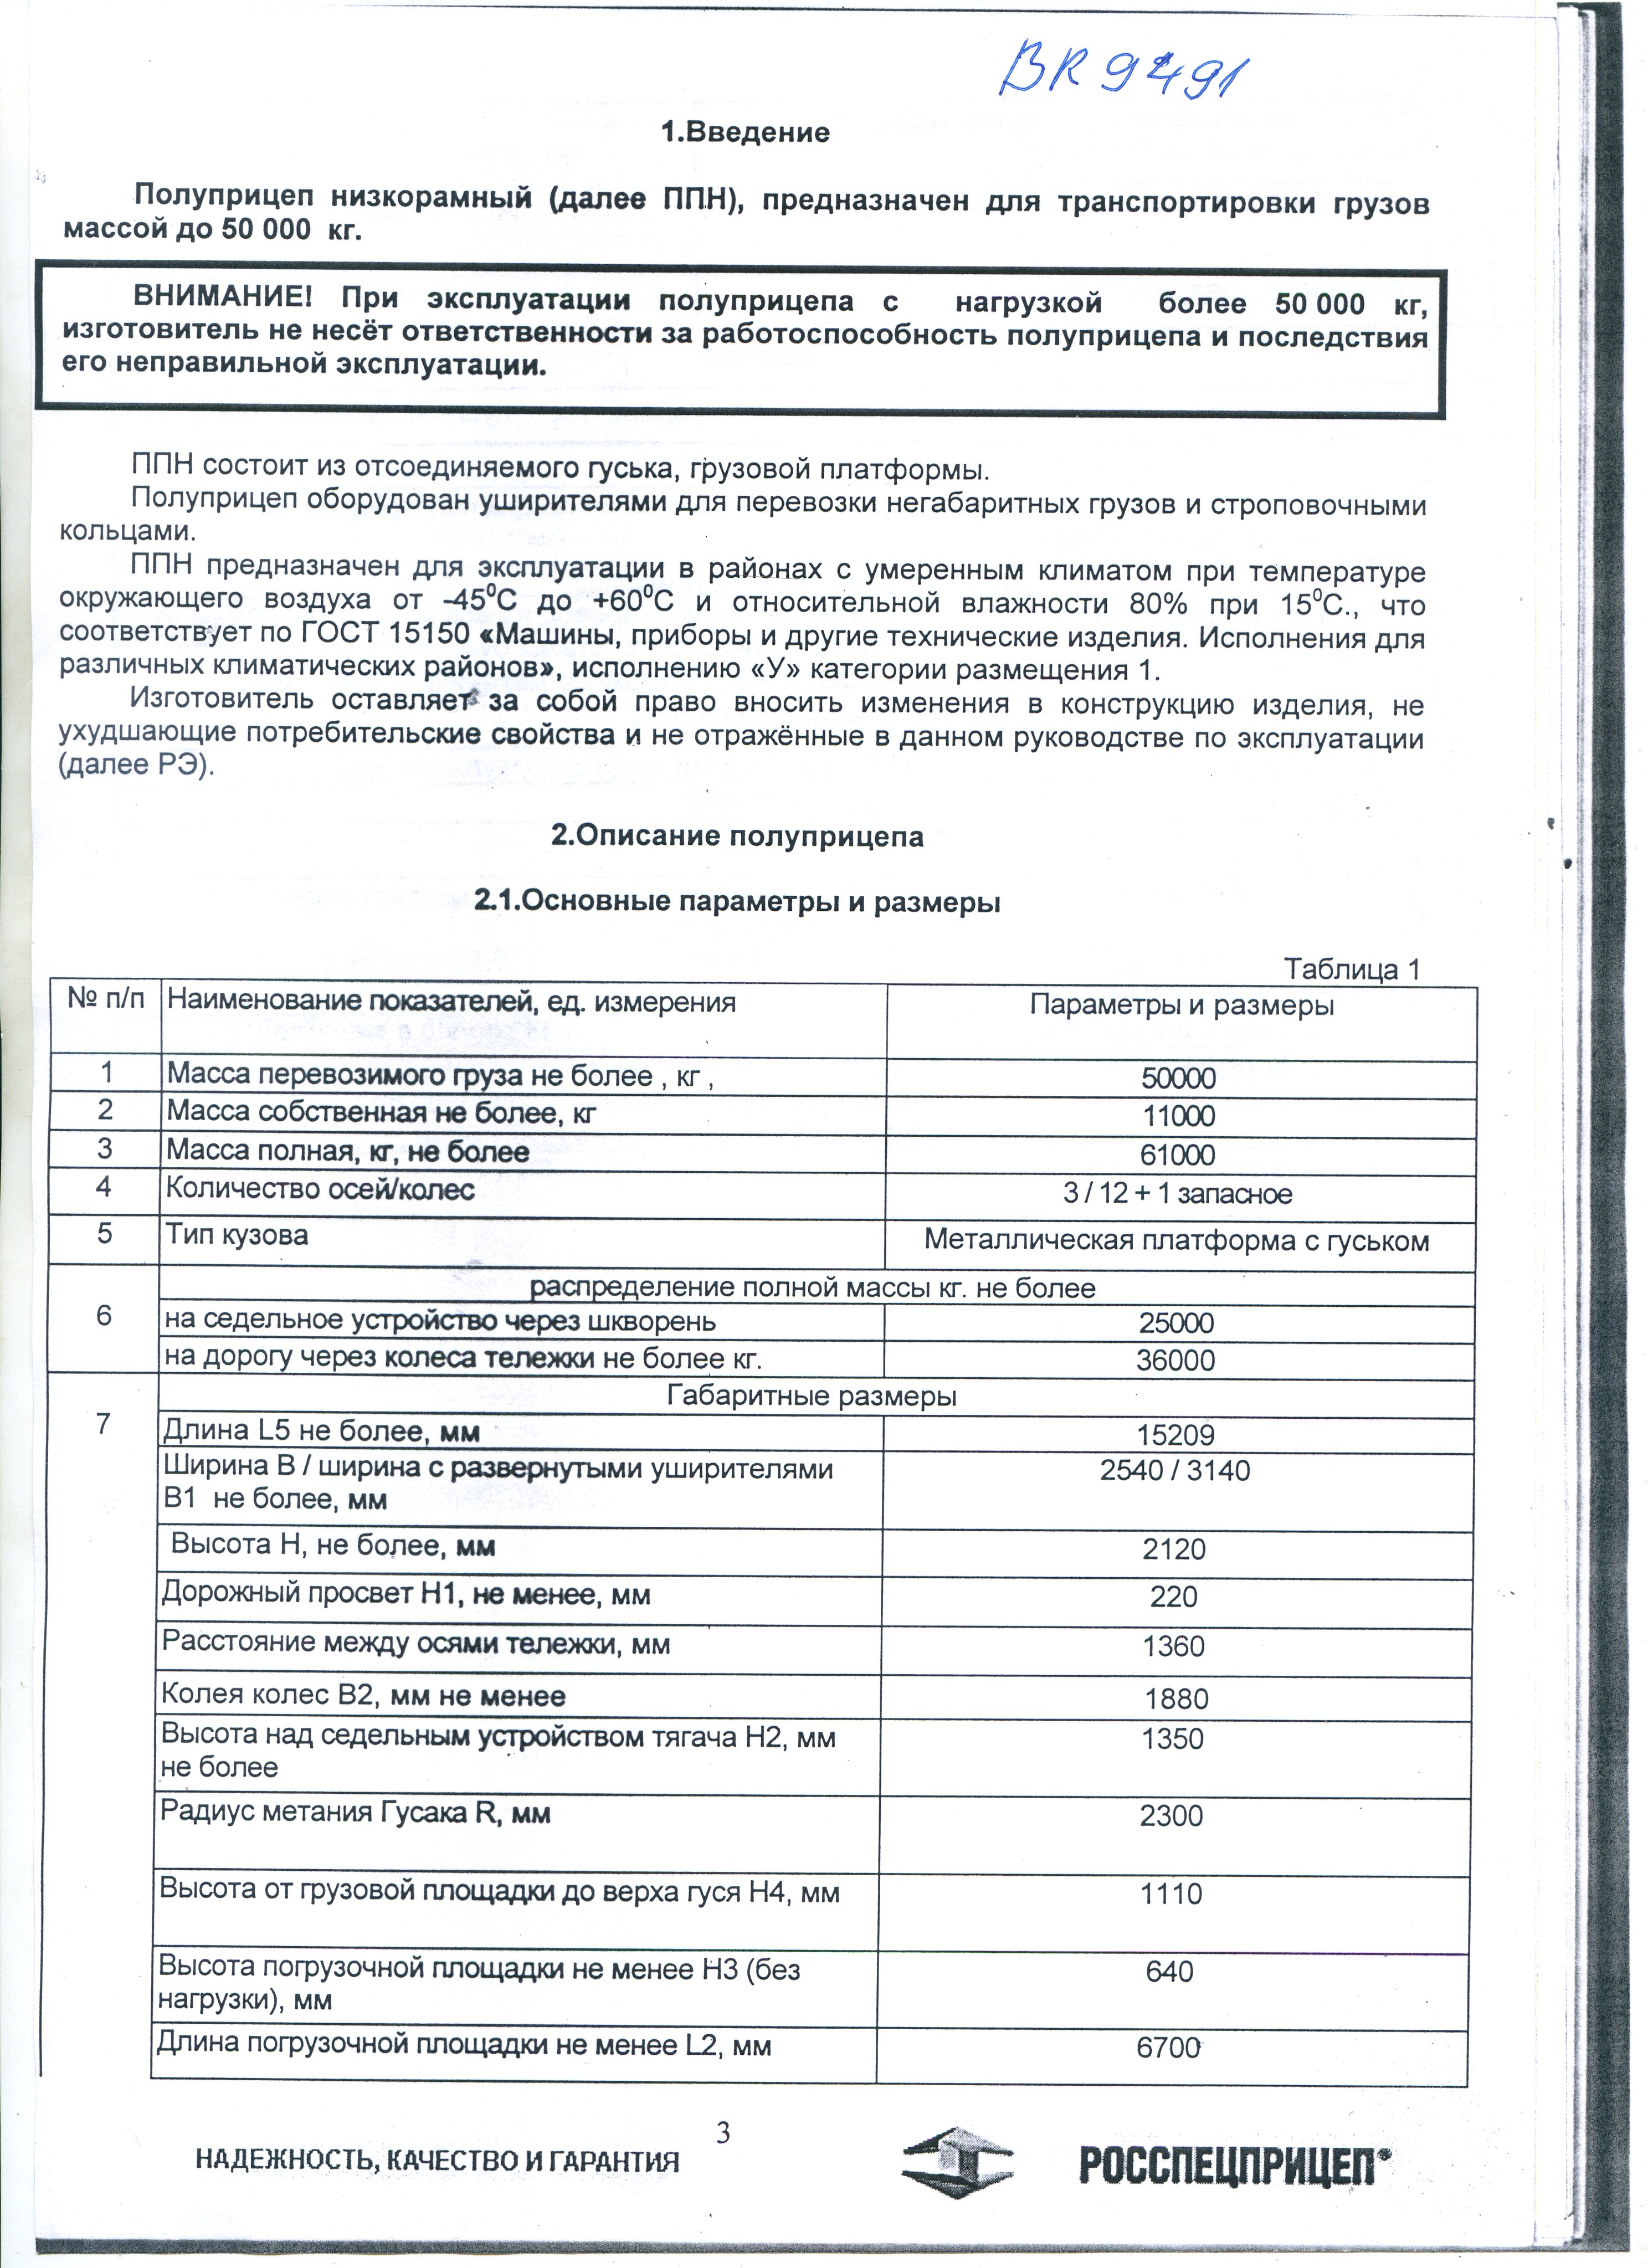 ВК 9491
1.Введение
Полуприцеп низкорамный (далее ППН), предназначен для транспортировки грузов
массой до 50 000 кг.
ВНИМАНИЕ! При эксплуатации полуприцепа с нагрузкой более 50 000 кг,
изготовитель не несёт ответственности за работоспособность полуприцепа и последствия
его неправильной эксплуатации.
ППН состоит из отсоединяемого гуська, грузовой платформы.
Полуприцеп оборудован уширителями для перевозки негабаритных грузов и строповочными
кольцами.
ППН предназначен для эксплуатации в районах с умеренным климатом при температуре
окружающего воздуха от -45⁰С до +60⁰С и относительной влажности 80% при 15⁰С., что
соответствует по ГОСТ 15150 «Машины, приборы и другие технические изделия. Исполнения для
различных климатических районов», исполнению «У» категории размещения 1.
Изготовитель оставляет за собой право вносить изменения в конструкцию изделия, не
ухудшающие потребительские свойства и не отражённые в данном руководстве по эксплуатации
(далее РЭ).
2.Описание полуприцепа
2.1.Основные параметры и размеры
Таблица 1
№ п/п Наименование показателей, ед. измерения Параметры и размеры
1 Масса перевозимого груза не более , кг , 50000
2 Масса собственная не более, кг 11000
3 Масса полная, кг, не более 61000
4 Количество осей/колес 3 / 12 + 1 запасное
5 Тип кузова Металлическая платформа с гуськом
распределение полной массы кг. не более
6 на седельное устройство через шкворень 25000
на дорогу через колеса тележки не более кг. 36000
Габаритные размеры
7
Длина L5 не более, мм 15209
Ширина В / ширина с развернутыми уширителями 2540 / 3140
В1 не более, мм
Высота Н, не более, мм 2120
Дорожный просвет Н1, не менее, мм 220
Расстояние между осями тележки, мм 1360
Колея колес В2, мм не менее 1880
Высота над седельным устройством тягача Н2, мм 1350
не более
Радиус метания Гусака R, мм 2300
Высота от грузовой площадки до верха гуся Н4, мм 1110
Высота погрузочной площадки не менее Н3 (без 640
нагрузки), мм
Длина погрузочной площадки не менее L2, мм 6700
3
НАДЕЖНОСТЬ, КАЧЕСТВО И ГАРАНТИЯ РОССПЕЦПРИЦЕП®